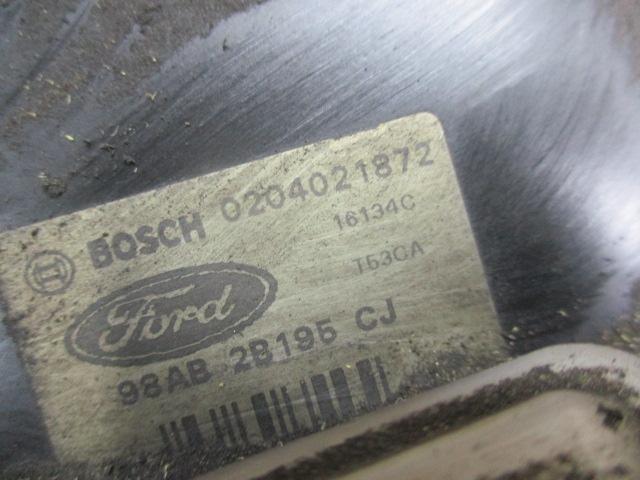 BOSCH 0204021872
16134C
T53CA
Ford
98AB 2B195 CJ